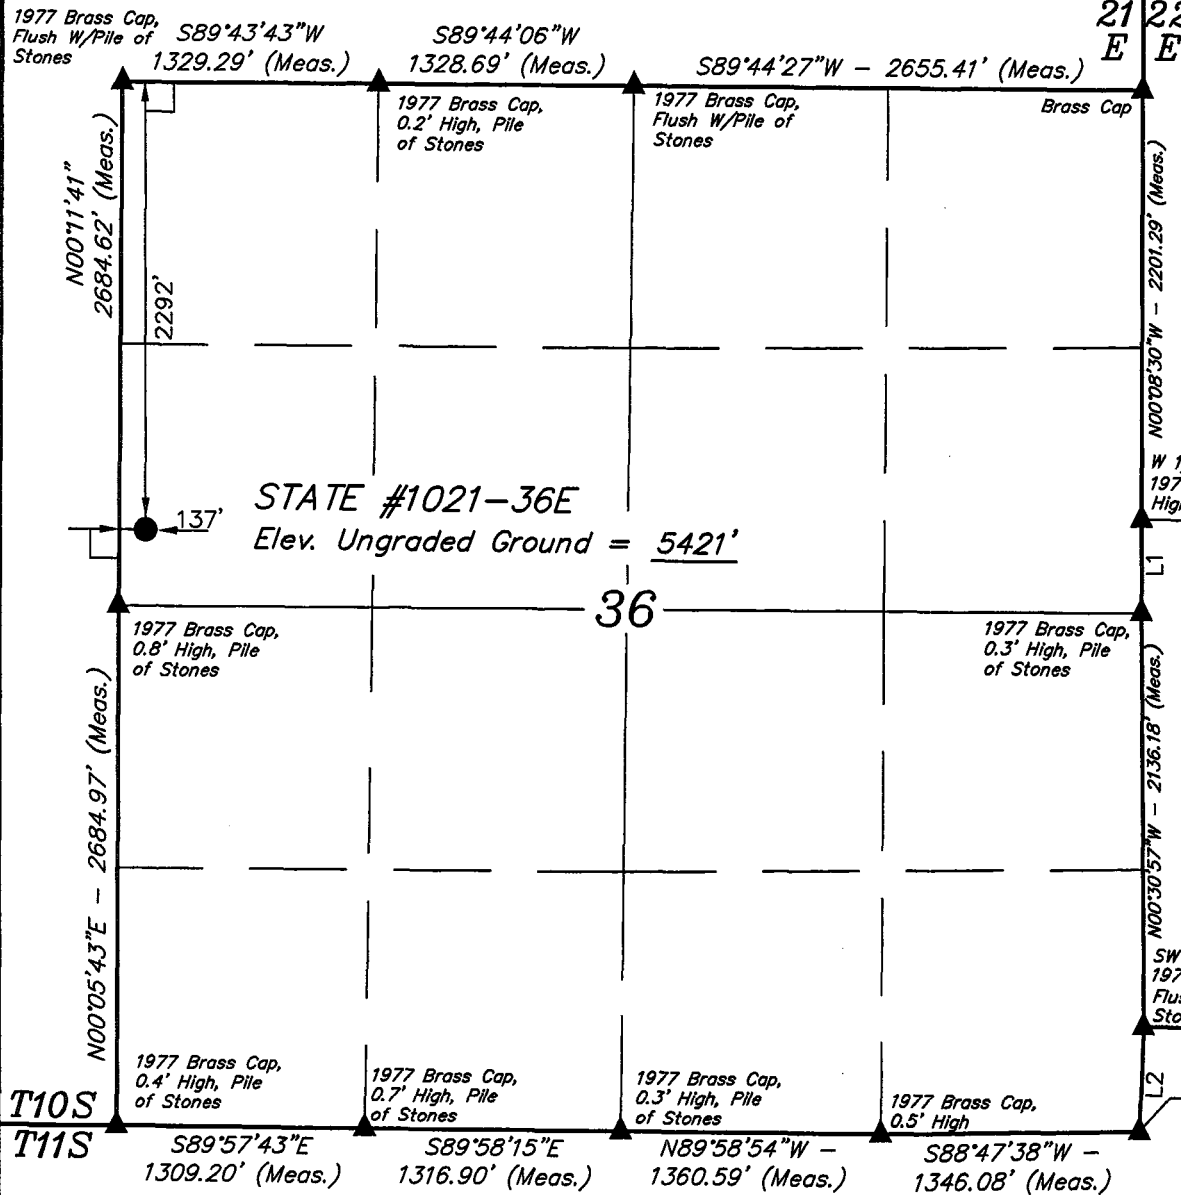 1977 Brass Cap,
Flush W/Pile of
Stones
S89°43'43"W
1329.29' (Meas.)
S89°44'06"W
1328.69' (Meas.)
S89°44'27"W - 2655.41' (Meas.)
21
E
22
E
1977 Brass Cap,
0.2' High, Pile
of Stones
1977 Brass Cap,
Flush W/Pile of
Stones
Brass Cap
N00°11'41"
2684.62' (Meas.)
2292'
N00°08'30"W - 2201.29' (Meas.)
W
197
High
137'
STATE #1021-36E
Elev. Ungraded Ground = 5421'
L1
36
1977 Brass Cap,
0.8' High, Pile
of Stones
1977 Brass Cap,
0.3' High, Pile
of Stones
N00°05'43"E - 2684.97' (Meas.)
N00°30'57"W - 2136.18' (Meas.)
SW
197
Flu
Sto
L2
1977 Brass Cap,
0.4' High, Pile
of Stones
1977 Brass Cap,
0.7' High, Pile
of Stones
1977 Brass Cap,
0.3' High, Pile
of Stones
1977 Brass Cap,
0.5' High
T10S
T11S
S89°57'43"E
1309.20' (Meas.)
S89°58'15"E
1316.90' (Meas.)
N89°58'54"W -
1360.59' (Meas.)
S88°47'38"W -
1346.08' (Meas.)